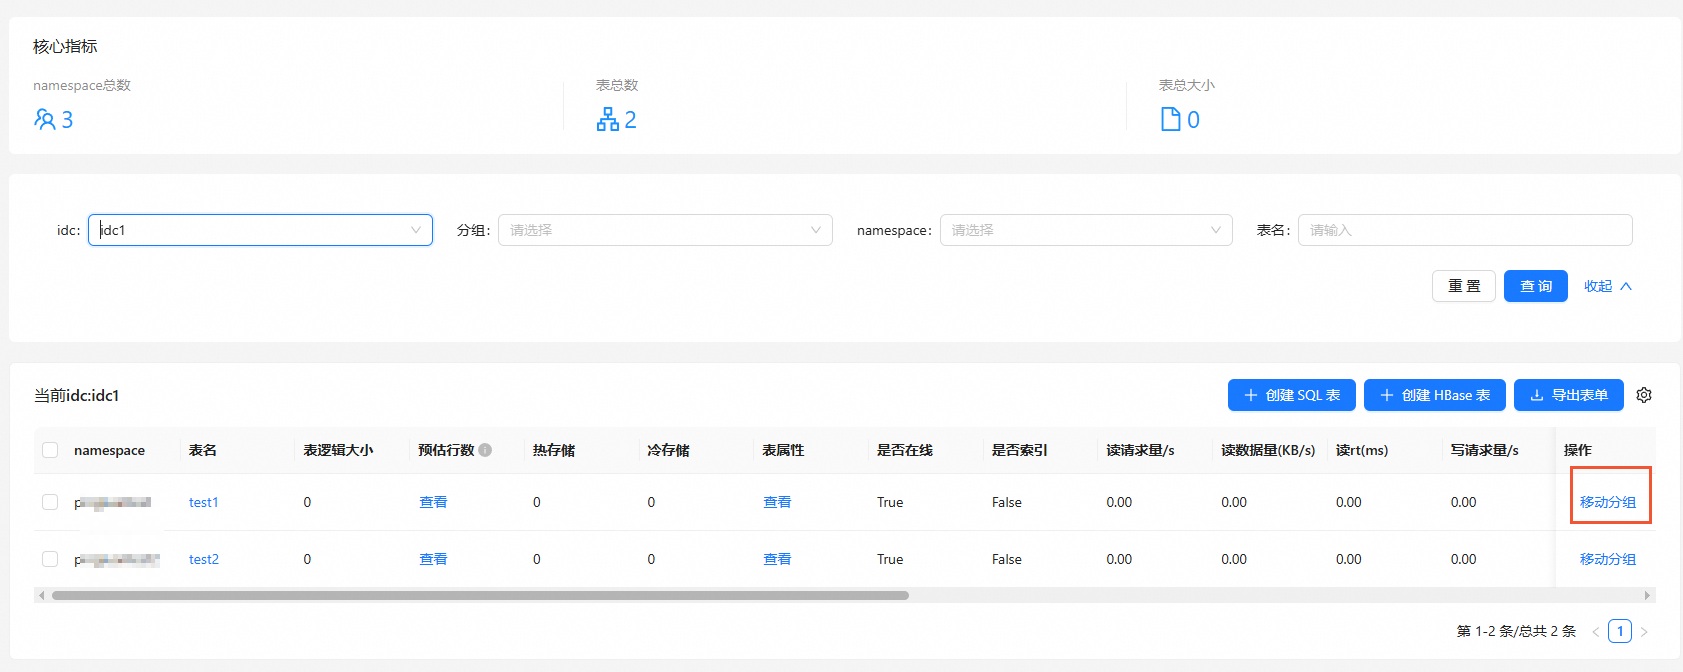 核心指标
namespace总数 表总数 表总大小
3 2 0
idc: idc1 分组: 请选择 namespace: 请选择 表名: 请输入
重 置 查 询 收起
当前idc:idc1 创建 SQL 表 创建 HBase 表 导出表单
namespace 表名 表逻辑大小 预估行数 热存储 冷存储 表属性 是否在线 是否索引 读请求量/s 读数据量(KB/s) 读rt(ms) 写请求量/s 操作
test1 0 查看 0 0 查看 True False 0.00 0.00 0.00 0.00 移动分组
test2 0 查看 0 0 查看 True False 0.00 0.00 0.00 0.00 移动分组
第 1-2 条/总共 2 条 < 1 >